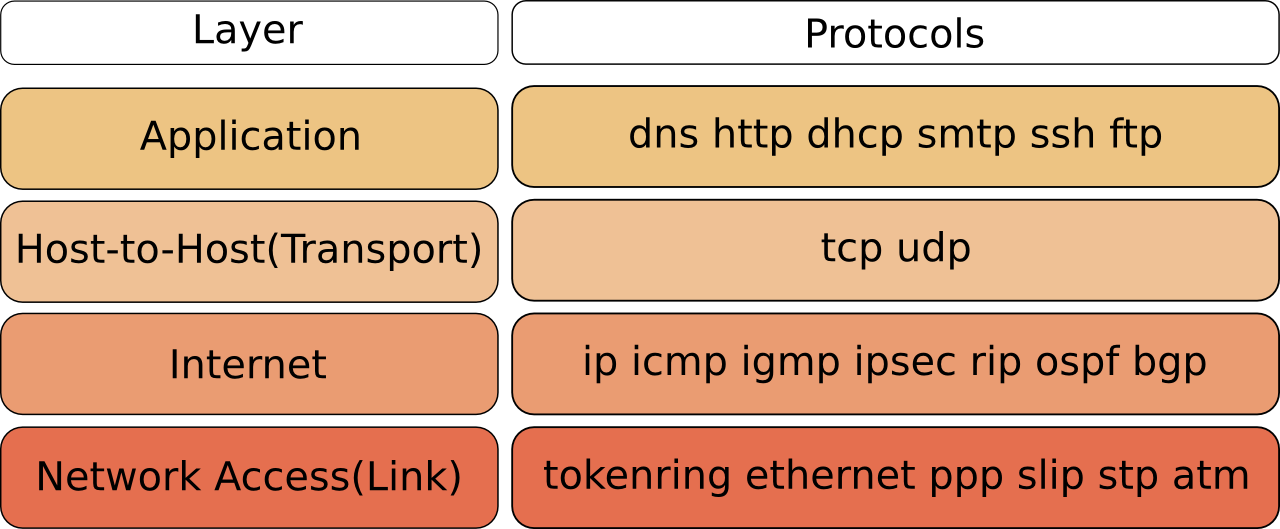 Layer
Protocols
Application
dns http dhcp smtp ssh ftp
Host-to-Host(Transport)
tcp udp
Internet
ip icmp igmp ipsec rip ospf bgp
Network Access(Link)
tokenring ethernet ppp slip stp atm